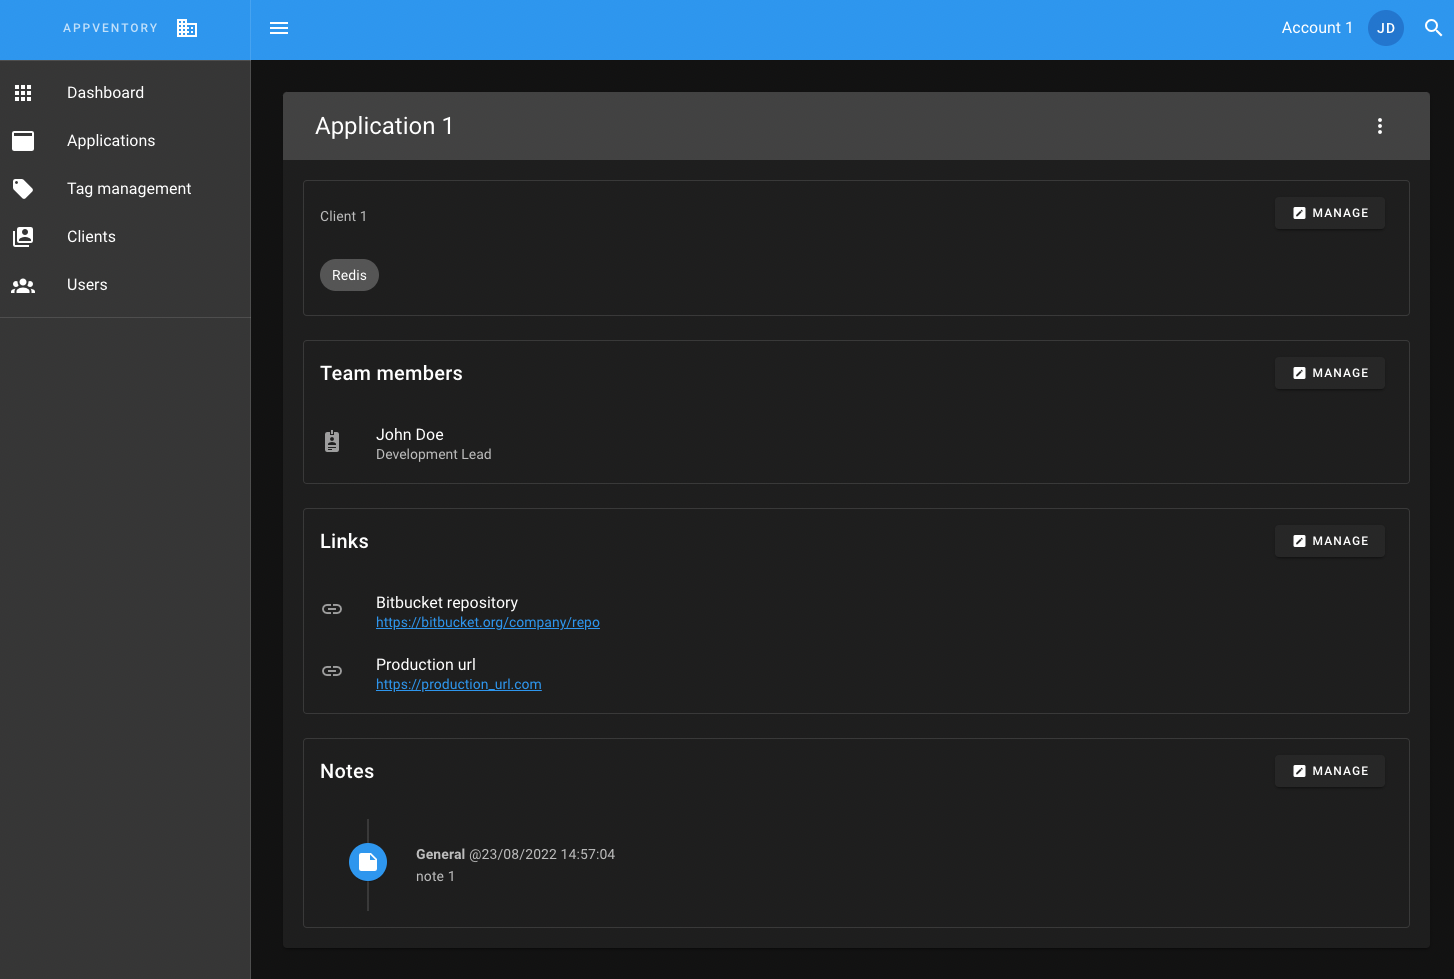 APPVENTORY
Account 1 JD
Dashboard
Applications
Tag management
Clients
Users
Application 1
Client 1
MANAGE
Redis
Team members
MANAGE
John Doe
Development Lead
Links
MANAGE
Bitbucket repository
https://bitbucket.org/company/repo
Production url
https://production_url.com
Notes
MANAGE
General @23/08/2022 14:57:04
note 1